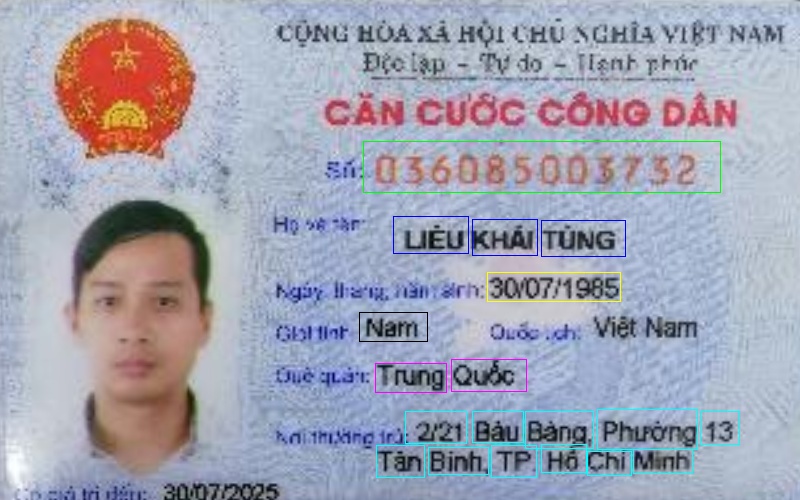 CỘNG HÒA XÃ HỘI CHỦ NGHĨA VIỆT NAM
Độc lập - Tự do - Hạnh phúc
CĂN CƯỚC CÔNG DÂN
Số: 036085003732
Họ và tên: LIÊU KHẢI TÙNG
Ngày, tháng, năm sinh: 30/07/1985
Giới tính: Nam Quốc tịch: Việt Nam
Quê quán: Trung Quốc
Nơi thường trú: 2/21 Bàu Bàng, Phường 13
Tân Bình, TP. Hồ Chí Minh
Có giá trị đến: 30/07/2025